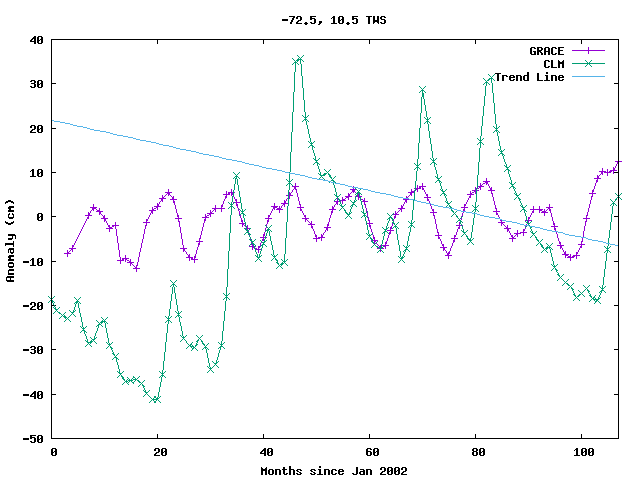 -72.5, 10.5 TWS
GRACE
CLM
Trend Line
40
30
20
10
0
-10
-20
-30
-40
-50
Anomaly (cm)
0 20 40 60 80 100
Months since Jan 2002